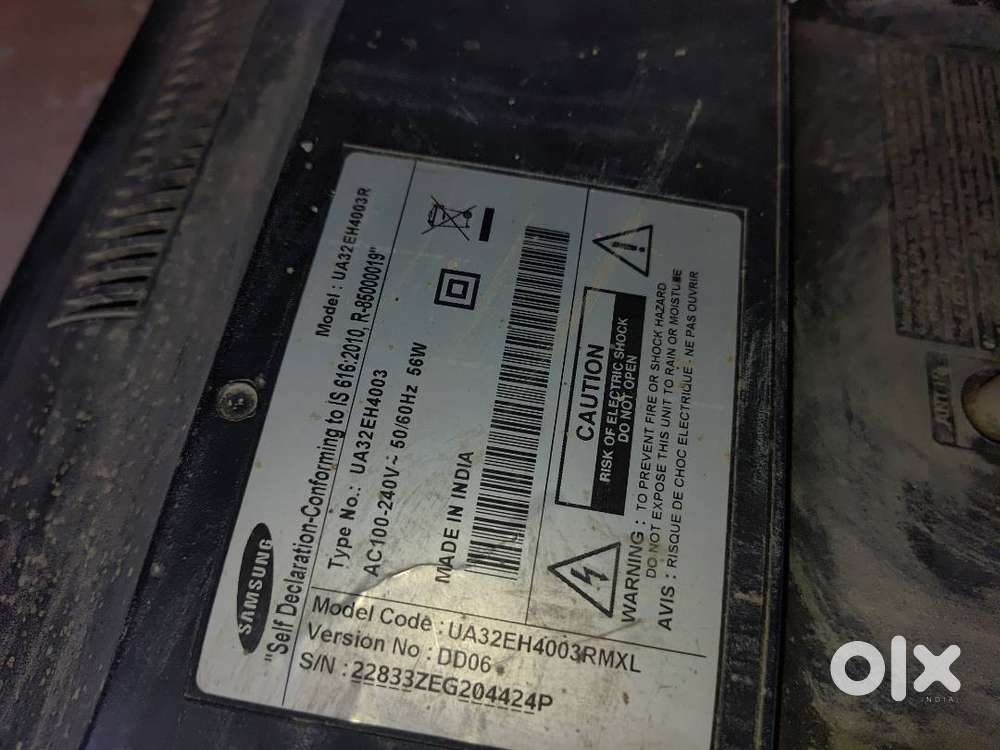 SAMSUNG
Model : UA32EH4003R
"Self Declaration-Conforming to IS 616:2010, R-85000019"
Type No.: UA32EH4003
AC100-240V~ 50/60Hz 56W
MADE IN INDIA
CAUTION
RISK OF ELECTRIC SHOCK
DO NOT OPEN
WARNING : TO PREVENT FIRE OR SHOCK HAZARD
DO NOT EXPOSE THIS UNIT TO RAIN OR MOISTURE
AVIS : RISQUE DE CHOC ELECTRIQUE - NE PAS OUVRIR
Model Code : UA32EH4003RMXL
Version No : DD06
S/N : 22833ZEG204424P
olx
INDIA